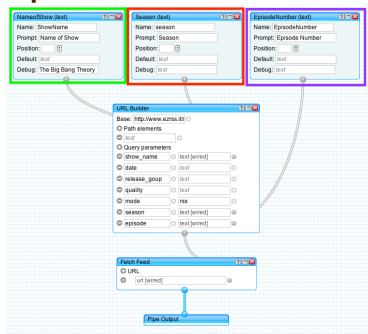 NameofShow (text)
Name: ShowName
Prompt: Name of Show
Position:
Default: text
Debug: The Big Bang Theory
Season (text)
Name: season
Prompt: Season
Position:
Default: text
Debug: text
EpisodeNumber (text)
Name: EpisodeNumber
Prompt: Episode Number
Position:
Default: text
Debug: text
URL Builder
Base: http://www.ezrss.it/
Path elements
text
Query parameters
show_name text [wired]
date text
release_goup text
quality text
mode rss
season text [wired]
episode text [wired]
Fetch Feed
URL
url [wired]
Pipe Output